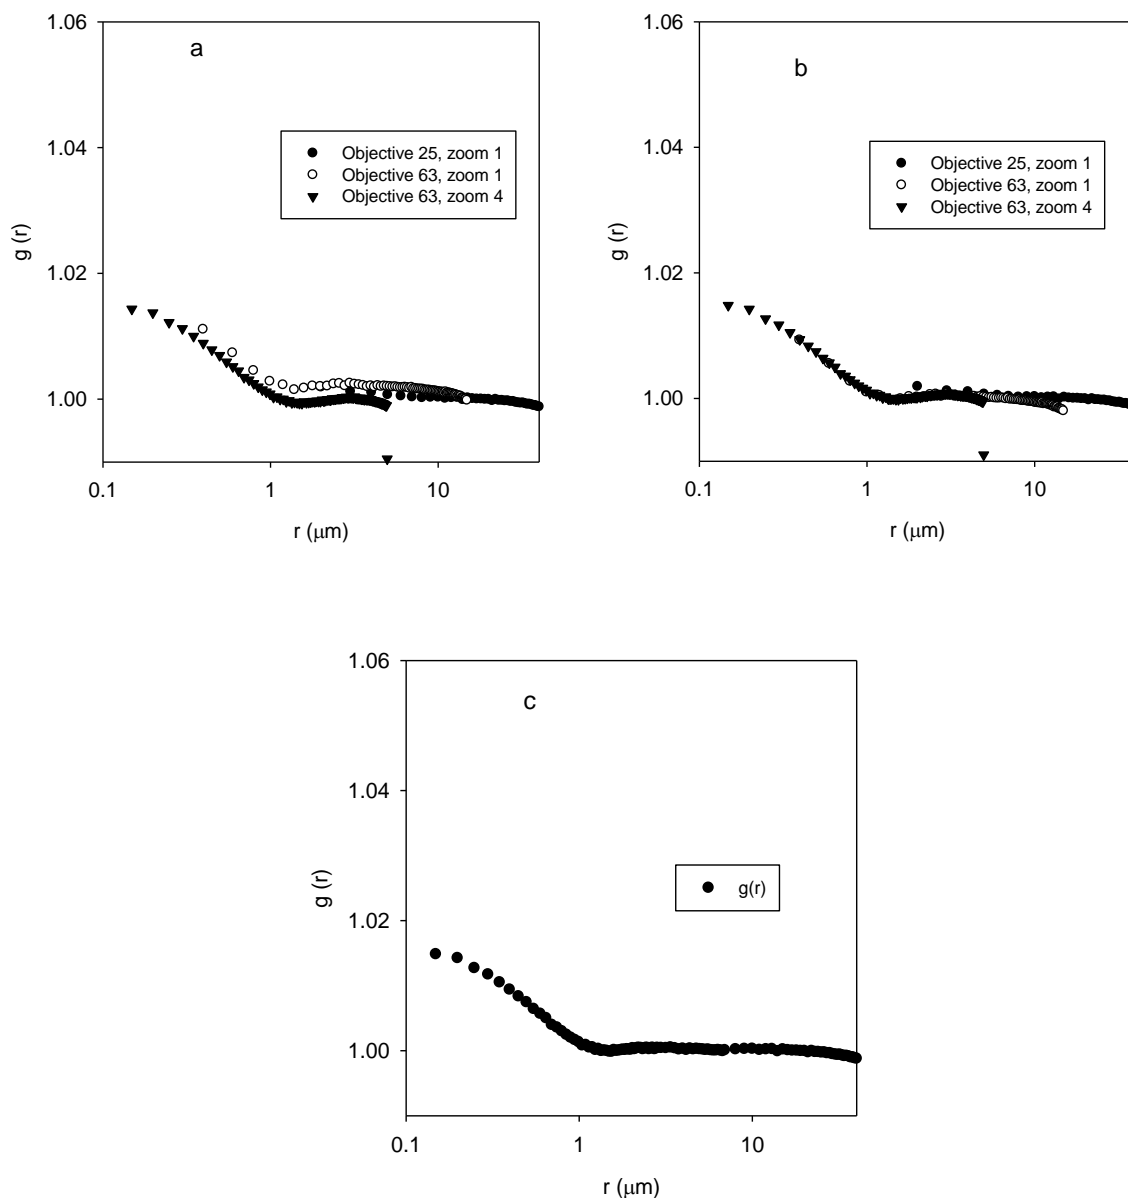 a
1.06
1.04
1.02
1.00
0.1
1
10
g (r)
r (μm)
Objective 25, zoom 1
Objective 63, zoom 1
Objective 63, zoom 4
b
1.06
1.04
1.02
1.00
0.1
1
10
g (r)
r (μm)
Objective 25, zoom 1
Objective 63, zoom 1
Objective 63, zoom 4
c
1.06
1.04
1.02
1.00
0.1
1
10
g (r)
r (μm)
g(r)